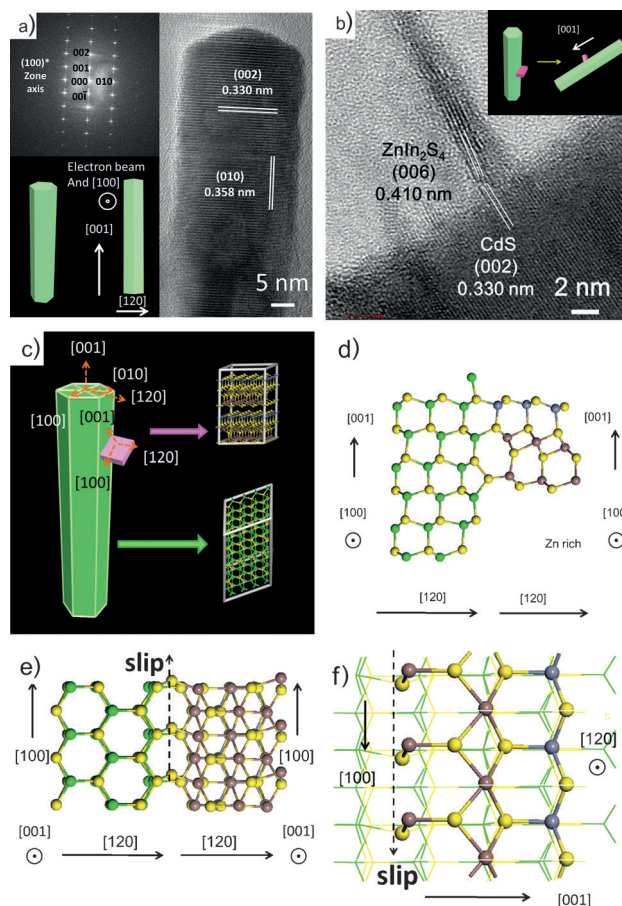 a)
002
001
000 010
001̄
(100)*
Zone
axis
Electron beam
And [100]
[001]
[120]
(002)
0.330 nm
(010)
0.358 nm
5 nm
b)
[001]
ZnIn₂S₄
(006)
0.410 nm
CdS
(002)
0.330 nm
2 nm
c)
[001]
[010]
[120]
[100]
[001]
[120]
[100]
d)
[001]
[100]
[001]
[100]
Zn rich
[120]
[120]
e)
slip
[100]
[100]
[001]
[120]
[120]
[001]
f)
[100]
[120]
slip
[001]